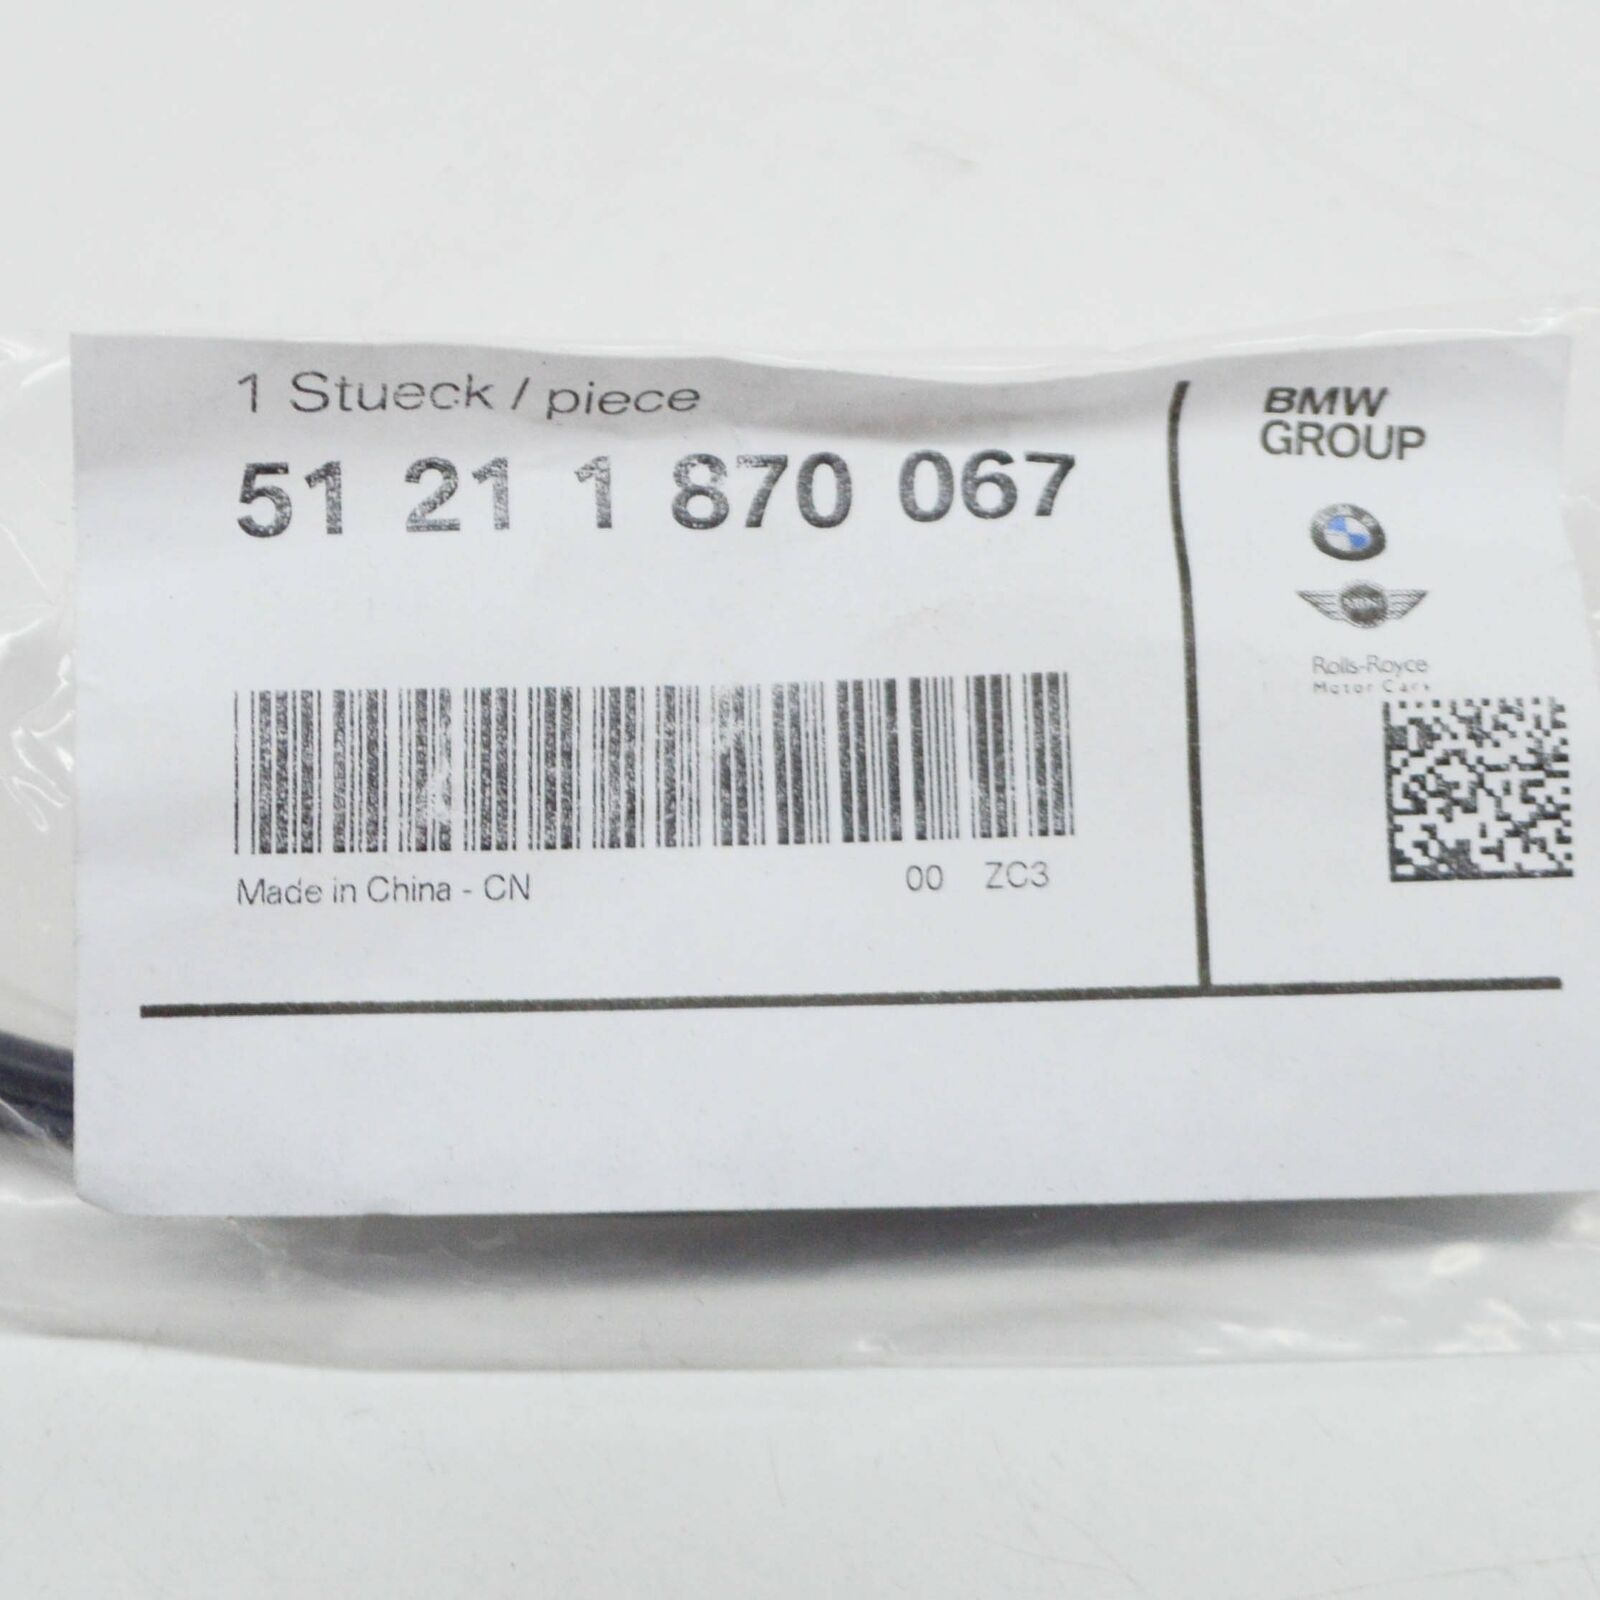 1 Stueck / piece
51 21 1 870 067
Made in China - CN
00 ZC3
BMW
GROUP
MINI
Rolls-Royce
Motor Cars